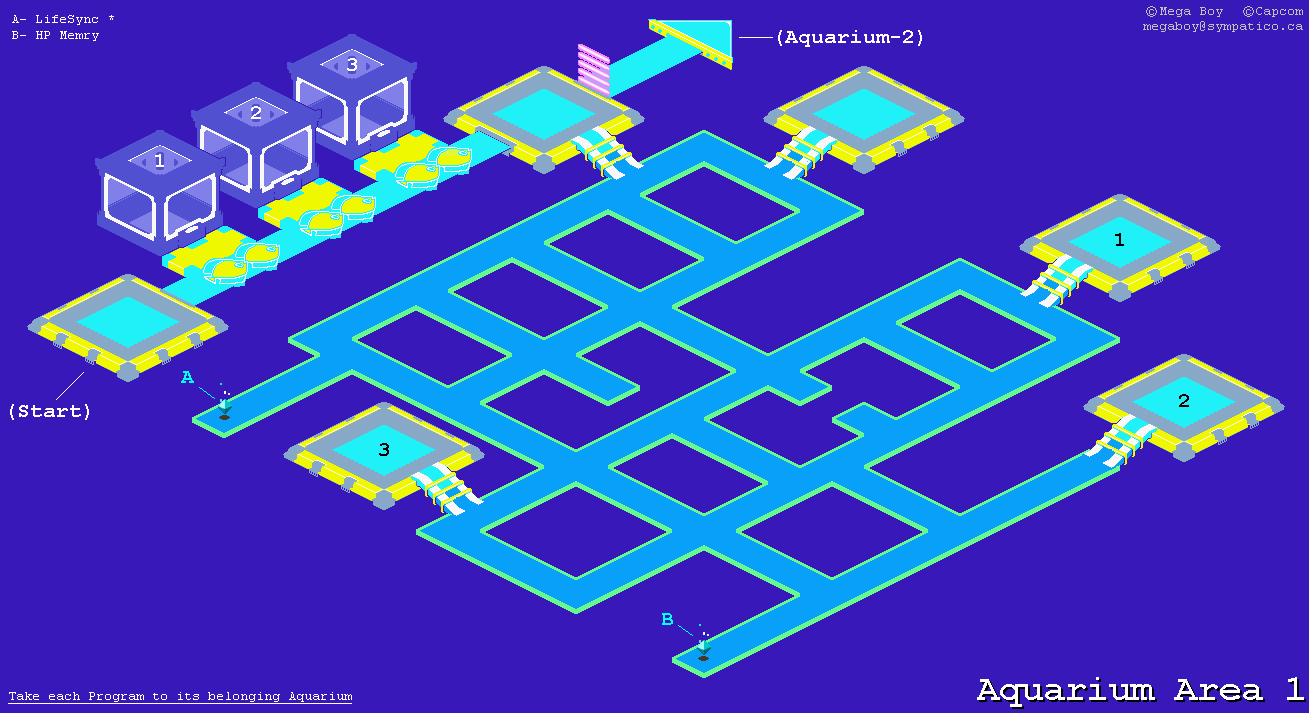 A- LifeSync *
B- HP Memry
©Mega Boy ©Capcom
megaboy@sympatico.ca
(Aquarium-2)
3
2
1
1
A
2
(Start)
3
B
Take each Program to its belonging Aquarium
Aquarium Area 1